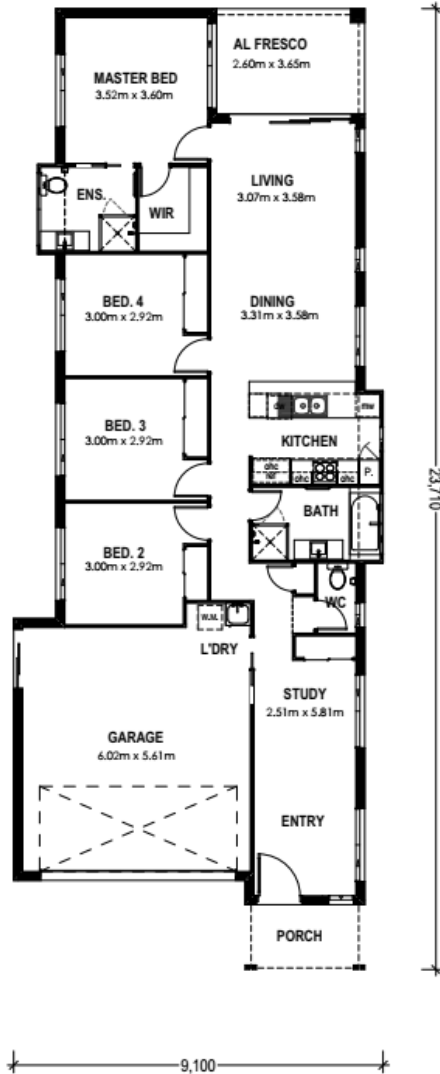 AL FRESCO
2.60m x 3.65m
MASTER BED
3.52m x 3.60m
ENS.
WIR
LIVING
3.07m x 3.58m
BED. 4
3.00m x 2.92m
DINING
3.31m x 3.58m
BED. 3
3.00m x 2.92m
dw
mw
KITCHEN
ohc
ref
ohc
ohc
P.
BATH
BED. 2
3.00m x 2.92m
WC
W.M.
L'DRY
STUDY
2.51m x 5.81m
GARAGE
6.02m x 5.61m
ENTRY
PORCH
23,710
9,100